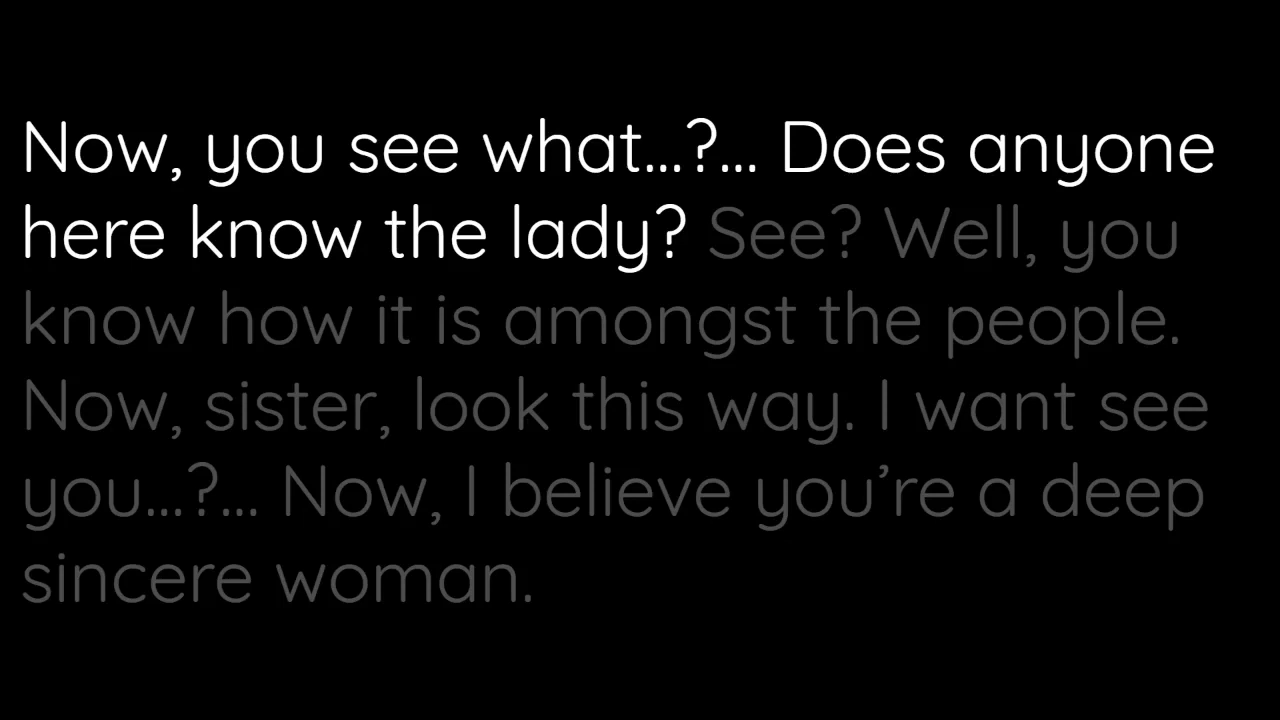 Now, you see what...?... Does anyone
here know the lady? See? Well, you
know how it is amongst the people.
Now, sister, look this way. I want see
you...?... Now, I believe you’re a deep
sincere woman.